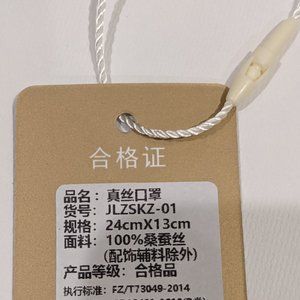 合格证
品名：真丝口罩
货号：JLZSKZ-01
规格：24cmX13cm
面料：100%桑蚕丝
(配饰辅料除外)
产品等级：合格品
执行标准：FZ/T73049-2014